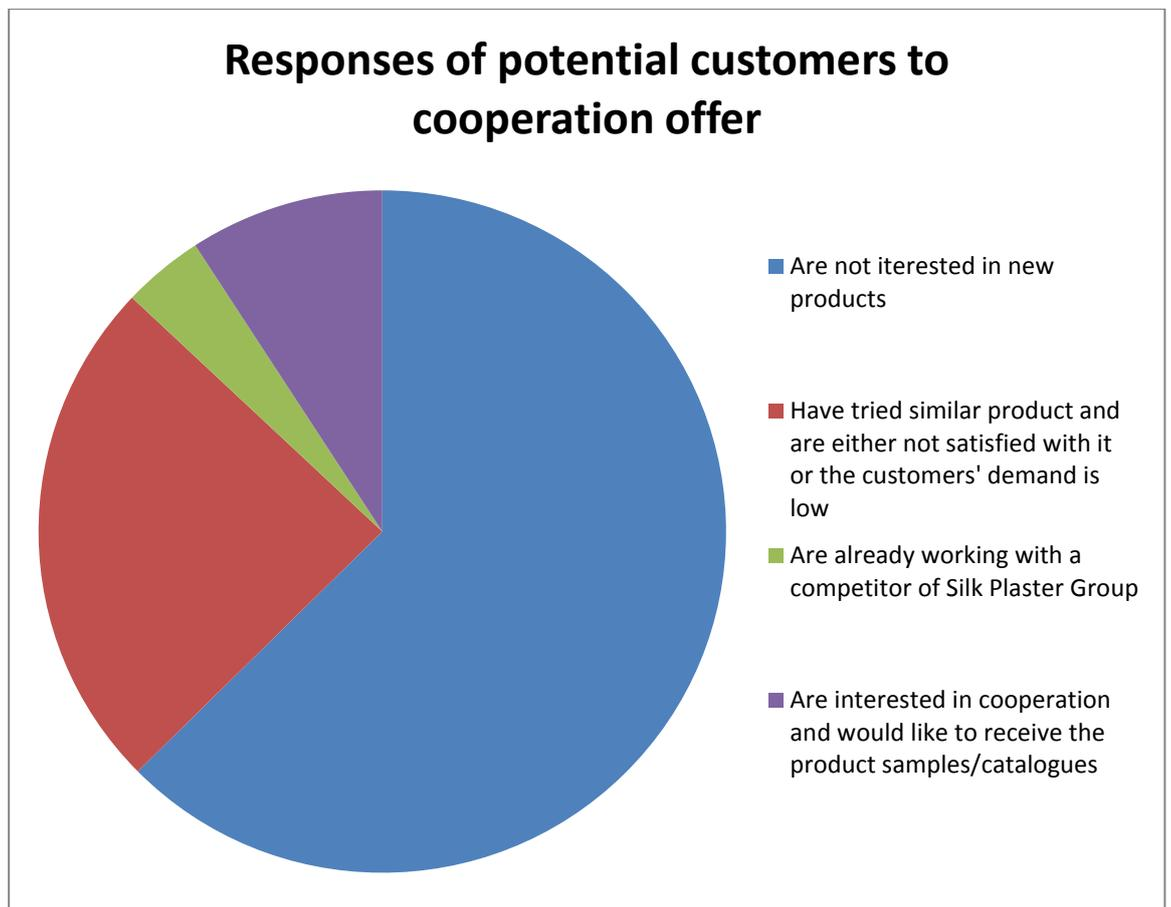 Responses of potential customers to
cooperation offer
Are not iterested in new
products
Have tried similar product and
are either not satisfied with it
or the customers' demand is
low
Are already working with a
competitor of Silk Plaster Group
Are interested in cooperation
and would like to receive the
product samples/catalogues